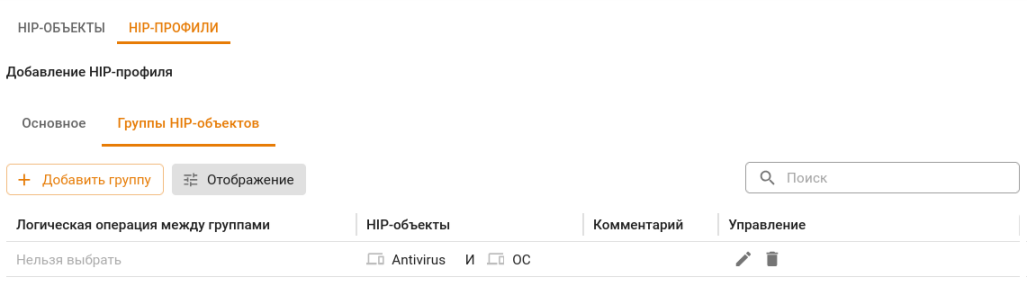 HIP-ОБЪЕКТЫ HIP-ПРОФИЛИ
Добавление HIP-профиля
Основное Группы HIP-объектов
Добавить группу Отображение Поиск
Логическая операция между группами HIP-объекты Комментарий Управление
Нельзя выбрать Antivirus И ОС